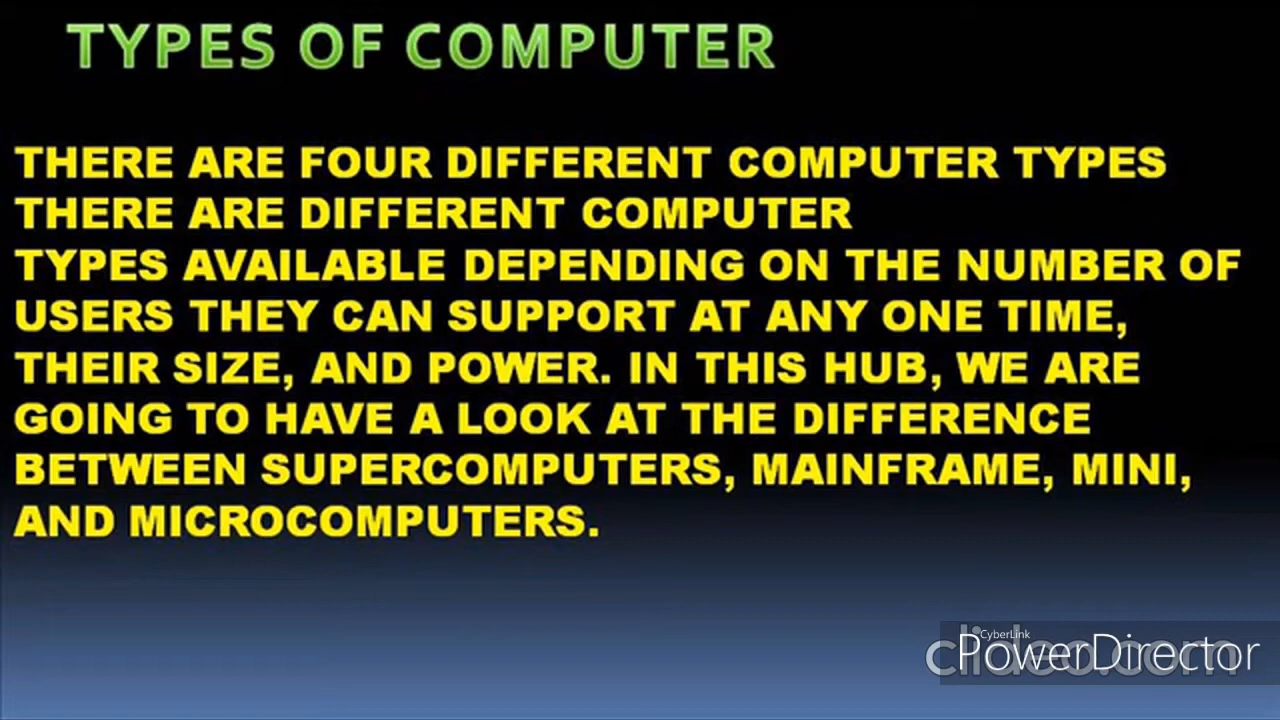 TYPES OF COMPUTER
THERE ARE FOUR DIFFERENT COMPUTER TYPES
THERE ARE DIFFERENT COMPUTER
TYPES AVAILABLE DEPENDING ON THE NUMBER OF
USERS THEY CAN SUPPORT AT ANY ONE TIME,
THEIR SIZE, AND POWER. IN THIS HUB, WE ARE
GOING TO HAVE A LOOK AT THE DIFFERENCE
BETWEEN SUPERCOMPUTERS, MAINFRAME, MINI,
AND MICROCOMPUTERS.
CyberLink
PowerDirector
clideo.com